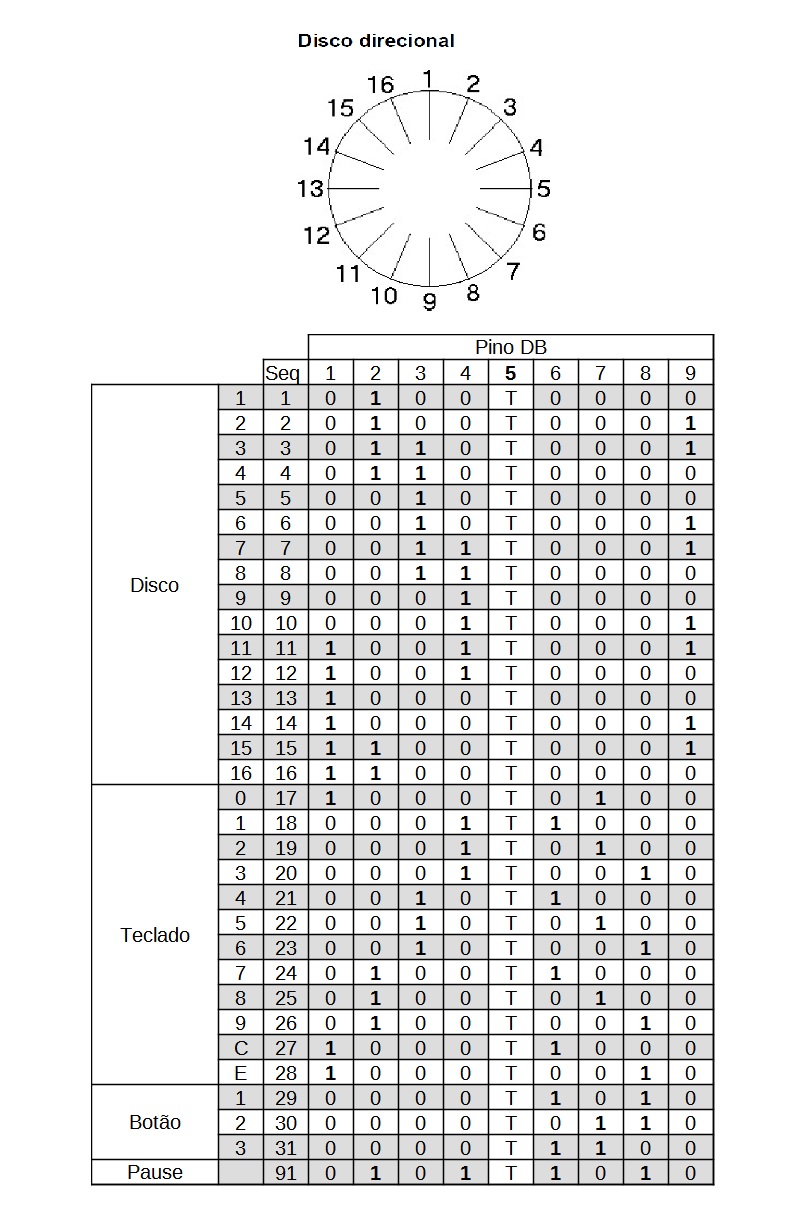 Disco direcional
1
16 2
15 3
14 4
13 5
12 6
11 7
10 8
9
Pino DB
Seq 1 2 3 4 5 6 7 8 9
1 1 0 1 0 0 T 0 0 0 0
2 2 0 1 0 0 T 0 0 0 1
3 3 0 1 1 0 T 0 0 0 1
4 4 0 1 1 0 T 0 0 0 0
5 5 0 0 1 0 T 0 0 0 0
6 6 0 0 1 0 T 0 0 0 1
7 7 0 0 1 1 T 0 0 0 1
8 8 0 0 1 1 T 0 0 0 0
Disco
9 9 0 0 0 1 T 0 0 0 0
10 10 0 0 0 1 T 0 0 0 1
11 11 1 0 0 1 T 0 0 0 1
12 12 1 0 0 1 T 0 0 0 0
13 13 1 0 0 0 T 0 0 0 0
14 14 1 0 0 0 T 0 0 0 1
15 15 1 1 0 0 T 0 0 0 1
16 16 1 1 0 0 T 0 0 0 0
0 17 1 0 0 0 T 0 1 0 0
1 18 0 0 0 1 T 1 0 0 0
2 19 0 0 0 1 T 0 1 0 0
3 20 0 0 0 1 T 0 0 1 0
4 21 0 0 1 0 T 1 0 0 0
5 22 0 0 1 0 T 0 1 0 0
Teclado
6 23 0 0 1 0 T 0 0 1 0
7 24 0 1 0 0 T 1 0 0 0
8 25 0 1 0 0 T 0 1 0 0
9 26 0 1 0 0 T 0 0 1 0
C 27 1 0 0 0 T 1 0 0 0
E 28 1 0 0 0 T 0 0 1 0
1 29 0 0 0 0 T 1 0 1 0
Botão 2 30 0 0 0 0 T 0 1 1 0
3 31 0 0 0 0 T 1 1 0 0
Pause 91 0 1 0 1 T 1 0 1 0